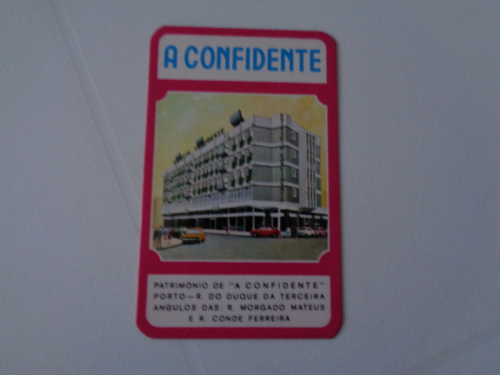 A CONFIDENTE
PATRIMONIO DE "A CONFIDENTE"
PORTO—R. DO DUQUE DA TERCEIRA
ANGULOS DAS: R. MORGADO MATEUS
E R. CONDE FERREIRA